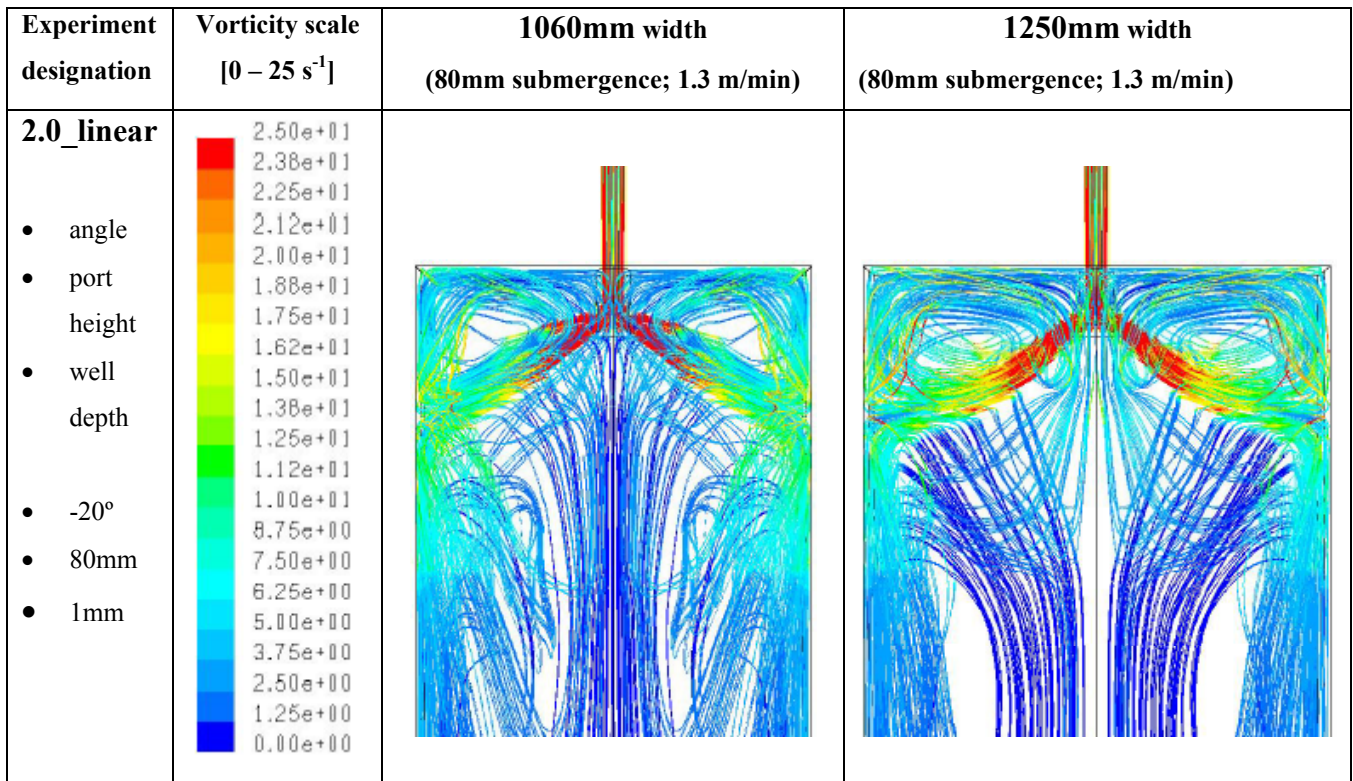 Experiment designation
Vorticity scale
[0 – 25 s⁻¹]
1060mm width
(80mm submergence; 1.3 m/min)
1250mm width
(80mm submergence; 1.3 m/min)
2.0_linear
• angle
• port
height
• well
depth
• -20º
• 80mm
• 1mm
2.50e+01
2.38e+01
2.25e+01
2.12e+01
2.00e+01
1.88e+01
1.75e+01
1.62e+01
1.50e+01
1.38e+01
1.25e+01
1.12e+01
1.00e+01
8.75e+00
7.50e+00
6.25e+00
5.00e+00
3.75e+00
2.50e+00
1.25e+00
0.00e+00